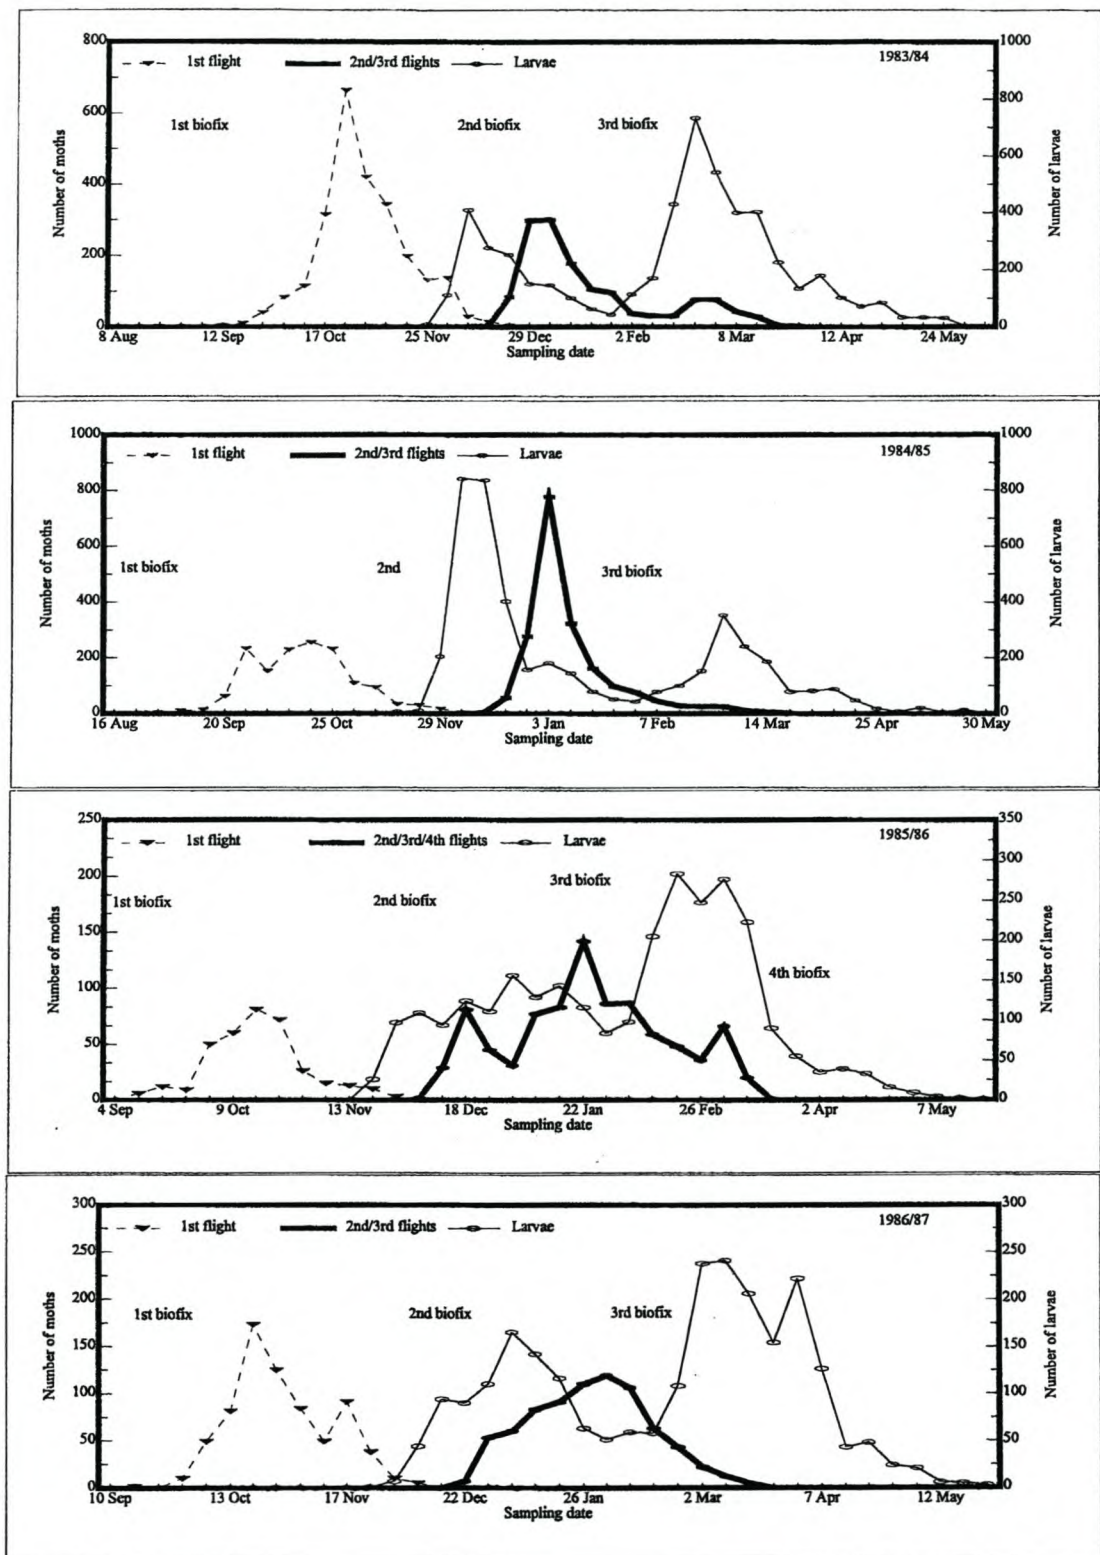 800
1000
1st flight 2nd/3rd flights Larvae 1983/84
800
600
1st biofix 2nd biofix 3rd biofix
600
400
400
200
200
0
0
Number of moths
Number of larvae
8 Aug 12 Sep 17 Oct 25 Nov 29 Dec 2 Feb 8 Mar 12 Apr 24 May
Sampling date
1000
1000
1st flight 2nd/3rd flights Larvae 1984/85
800
800
600
600
1st biofix 2nd 3rd biofix
400
400
200
200
0
0
Number of moths
Number of larvae
16 Aug 20 Sep 25 Oct 29 Nov 3 Jan 7 Feb 14 Mar 25 Apr 30 May
Sampling date
250
350
1st flight 2nd/3rd/4th flights Larvae 1985/86
300
200
250
3rd biofix
1st biofix 2nd biofix
150
200
4th biofix
150
100
100
50
50
0
0
Number of moths
Number of larvae
4 Sep 9 Oct 13 Nov 18 Dec 22 Jan 26 Feb 2 Apr 7 May
Sampling date
300
300
1st flight 2nd/3rd flights Larvae 1986/87
250
250
200
200
1st biofix 2nd biofix 3rd biofix
150
150
100
100
50
50
0
0
Number of moths
Number of larvae
10 Sep 13 Oct 17 Nov 22 Dec 26 Jan 2 Mar 7 Apr 12 May
Sampling date